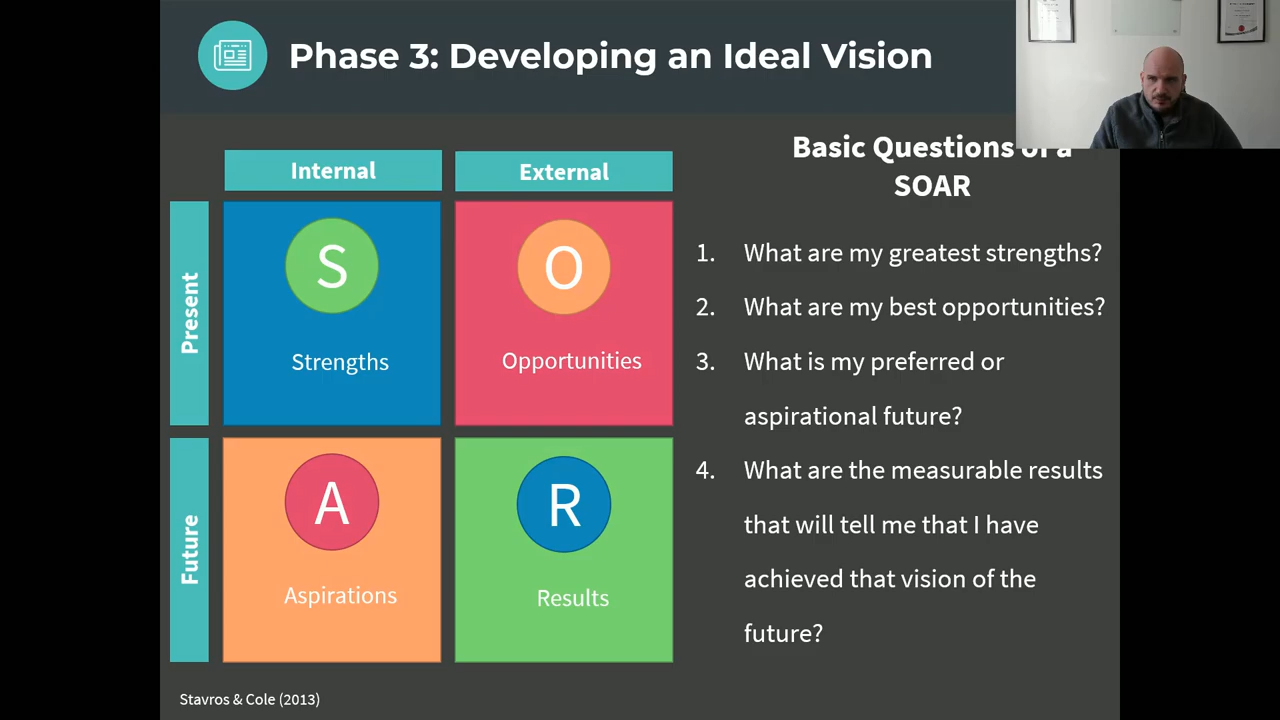 Phase 3: Developing an Ideal Vision
Internal
External
Present
S
Strengths
O
Opportunities
Future
A
Aspirations
R
Results
Basic Questions of a
SOAR
1. What are my greatest strengths?
2. What are my best opportunities?
3. What is my preferred or
aspirational future?
4. What are the measurable results
that will tell me that I have
achieved that vision of the
future?
Stavros & Cole (2013)